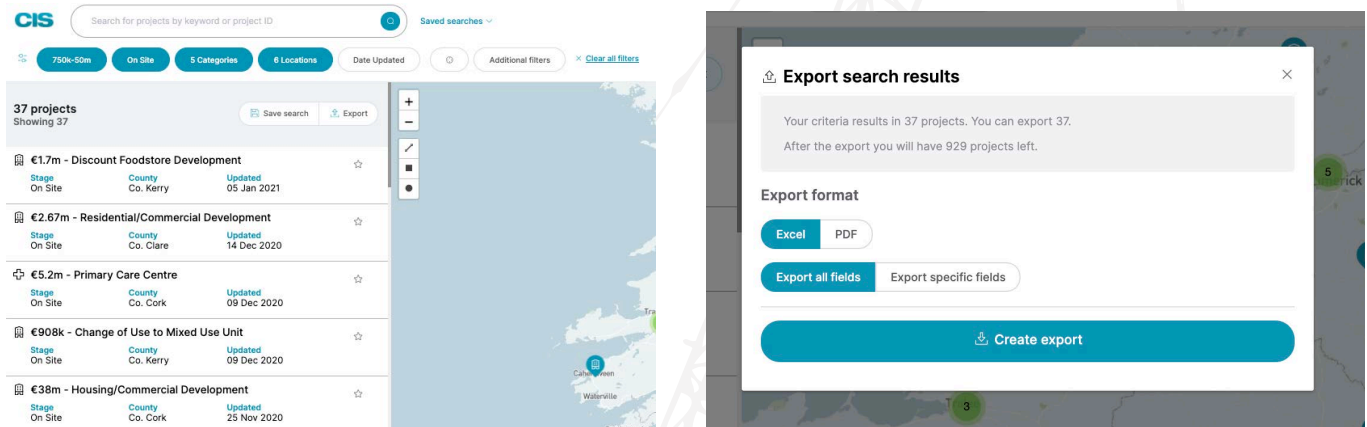 CIS
Search for projects by keyword or project ID
Saved searches
750k-50m
On Site
5 Categories
6 Locations
Date Updated
Additional filters
× Clear all filters
37 projects
Showing 37
Save search
Export
€1.7m - Discount Foodstore Development
Stage County Updated
On Site Co. Kerry 05 Jan 2021
€2.67m - Residential/Commercial Development
Stage County Updated
On Site Co. Clare 14 Dec 2020
€5.2m - Primary Care Centre
Stage County Updated
On Site Co. Cork 09 Dec 2020
€908k - Change of Use to Mixed Use Unit
Stage County Updated
On Site Co. Kerry 09 Dec 2020
€38m - Housing/Commercial Development
Stage County Updated
On Site Co. Cork 25 Nov 2020
+
−
Tra
Waterville
Export search results
Your criteria results in 37 projects. You can export 37.
After the export you will have 929 projects left.
Export format
Excel
PDF
Export all fields
Export specific fields
Create export
5
erick
3